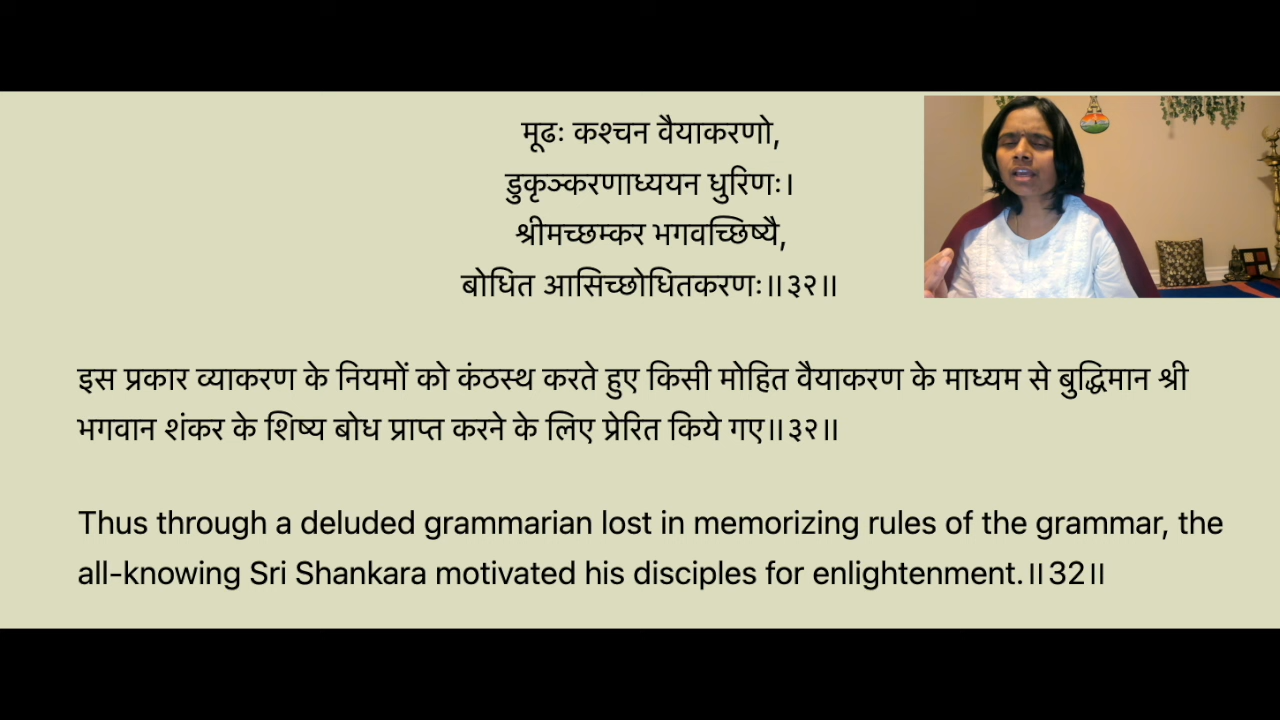 मूढः कश्चन वैयाकरणो,
डुकृञ्करणाध्ययन धुरिणः।
श्रीमच्छम्कर भगवच्छिष्यै,
बोधित आसिच्छोधितकरणः॥३२॥
इस प्रकार व्याकरण के नियमों को कंठस्थ करते हुए किसी मोहित वैयाकरण के माध्यम से बुद्धिमान श्री
भगवान शंकर के शिष्य बोध प्राप्त करने के लिए प्रेरित किये गए॥३२॥
Thus through a deluded grammarian lost in memorizing rules of the grammar, the
all-knowing Sri Shankara motivated his disciples for enlightenment.॥32॥